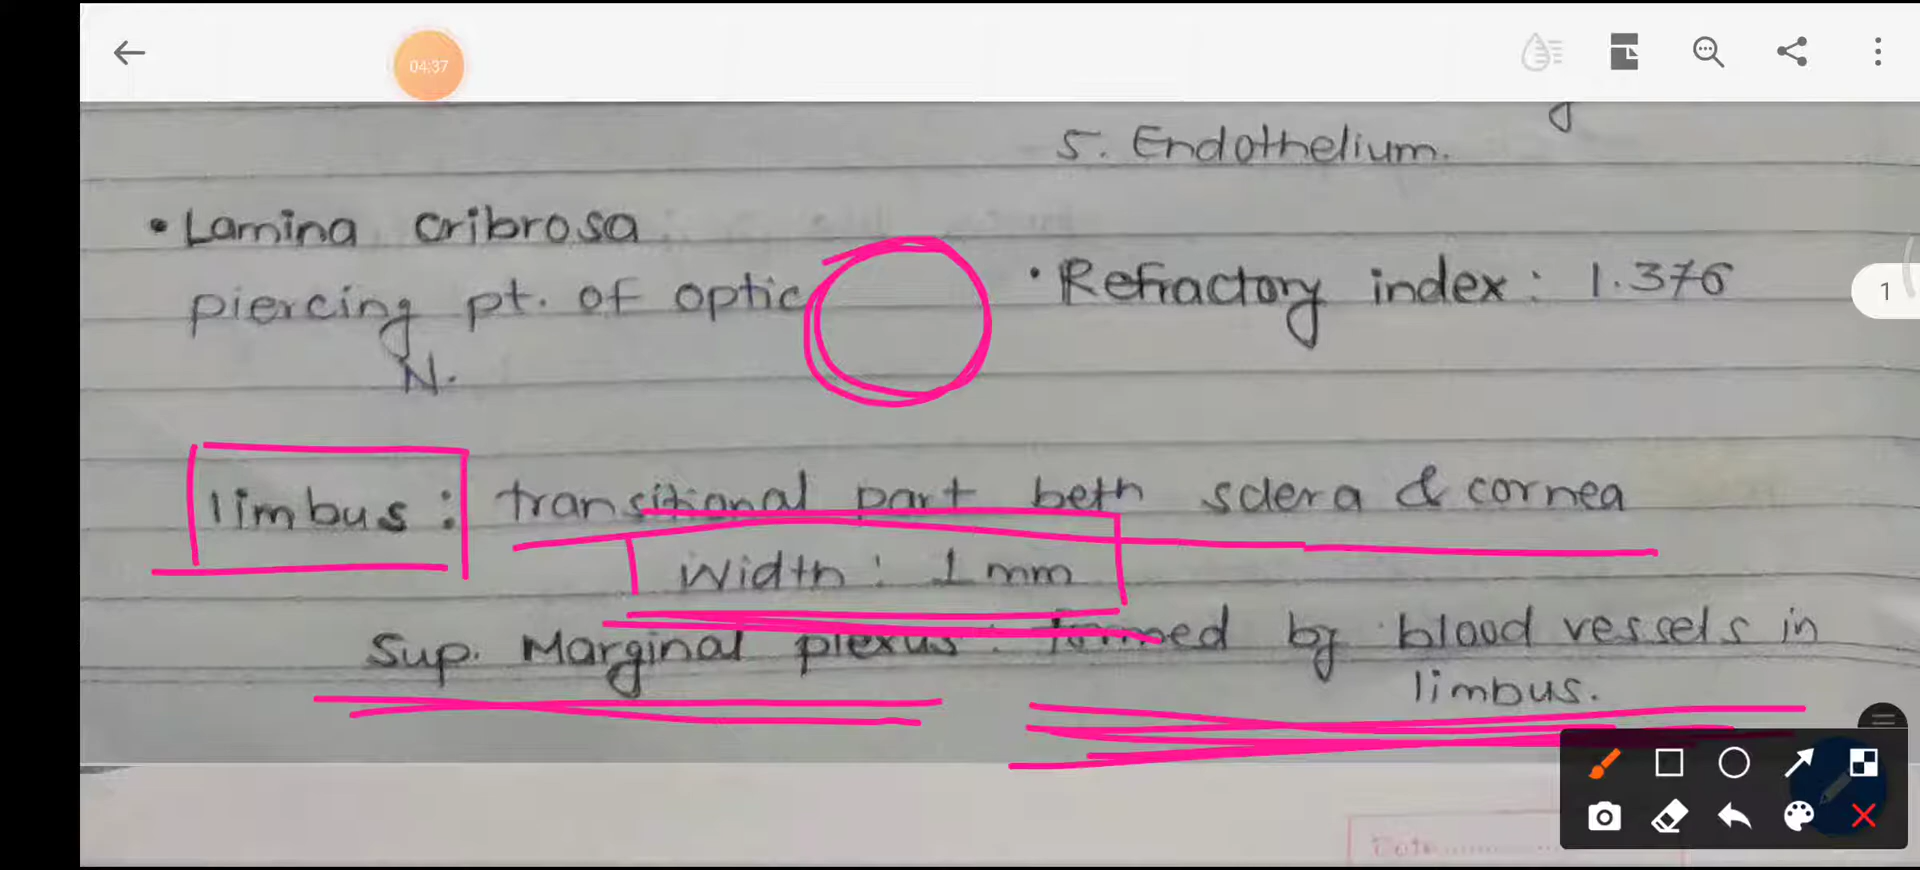 04:37
5. Endothelium.
• Lamina cribrosa
piercing pt. of optic
N.
• Refractory index: 1.376
1
limbus: transitional part betn sclera & cornea
Width: 1 mm
Sup. Marginal plexus: formed by blood vessels in
limbus.
Date